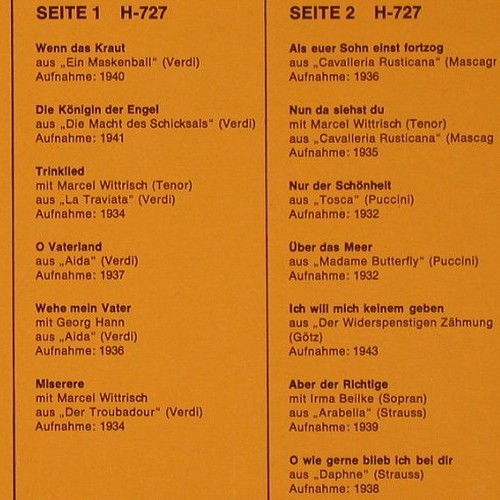 SEITE 1 H-727
Wenn das Kraut
aus „Ein Maskenball“ (Verdi)
Aufnahme: 1940
Die Königin der Engel
aus „Die Macht des Schicksals“ (Verdi)
Aufnahme: 1941
Trinklied
mit Marcel Wittrisch (Tenor)
aus „La Traviata“ (Verdi)
Aufnahme: 1934
O Vaterland
aus „Aida“ (Verdi)
Aufnahme: 1937
Wehe mein Vater
mit Georg Hann
aus „Aida“ (Verdi)
Aufnahme: 1936
Miserere
mit Marcel Wittrisch
aus „Der Troubadour“ (Verdi)
Aufnahme: 1934
SEITE 2 H-727
Als euer Sohn einst fortzog
aus „Cavalleria Rusticana“ (Mascagr
Aufnahme: 1936
Nun da siehst du
mit Marcel Wittrisch (Tenor)
aus „Cavalleria Rusticana“ (Mascag
Aufnahme: 1935
Nur der Schönheit
aus „Tosca“ (Puccini)
Aufnahme: 1932
Über das Meer
aus „Madame Butterfly“ (Puccini)
Aufnahme: 1932
Ich will mich keinem geben
aus „Der Widerspenstigen Zähmung
(Götz)
Aufnahme: 1943
Aber der Richtige
mit Irma Beilke (Sopran)
aus „Arabella“ (Strauss)
Aufnahme: 1939
O wie gerne blieb ich bei dir
aus „Daphne“ (Strauss)
Aufnahme: 1938